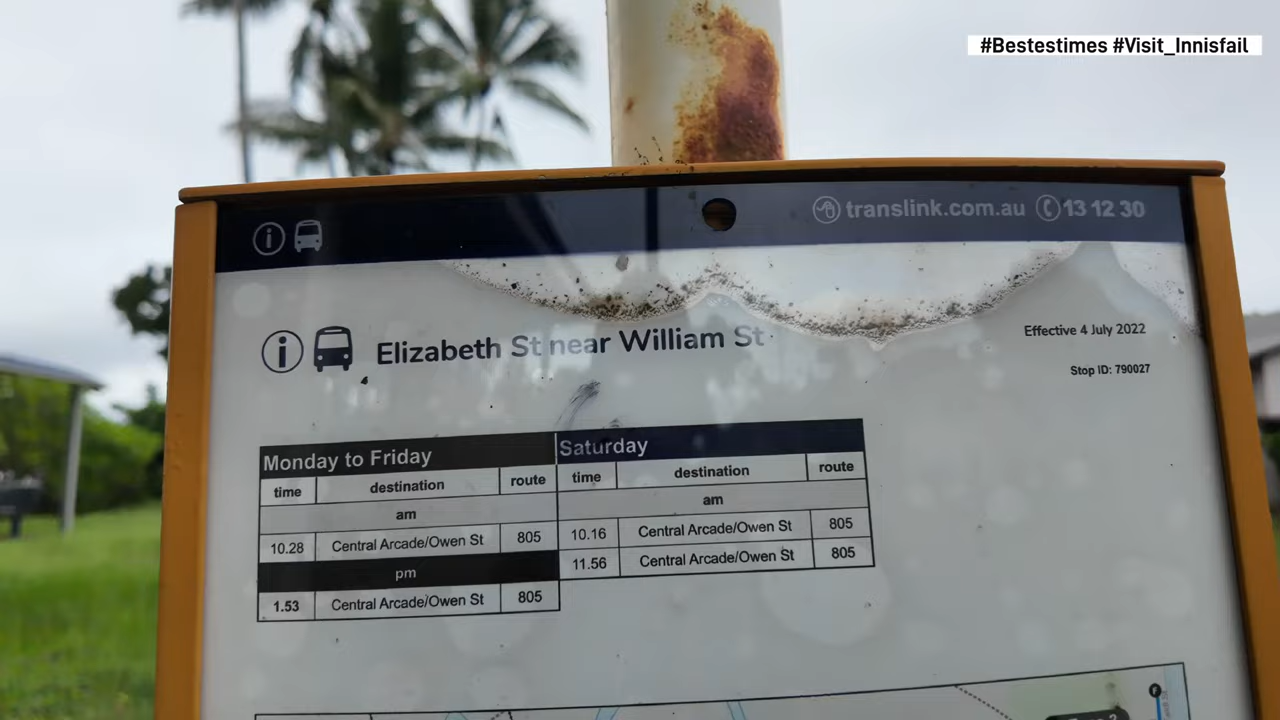 #Bestestimes #Visit_Innisfail
translink.com.au 13 12 30
Elizabeth St near William St
Effective 4 July 2022
Stop ID: 790027
Monday to Friday Saturday
time destination route time destination route
am am
10.28 Central Arcade/Owen St 805 10.16 Central Arcade/Owen St 805
pm 11.56 Central Arcade/Owen St 805
1.53 Central Arcade/Owen St 805